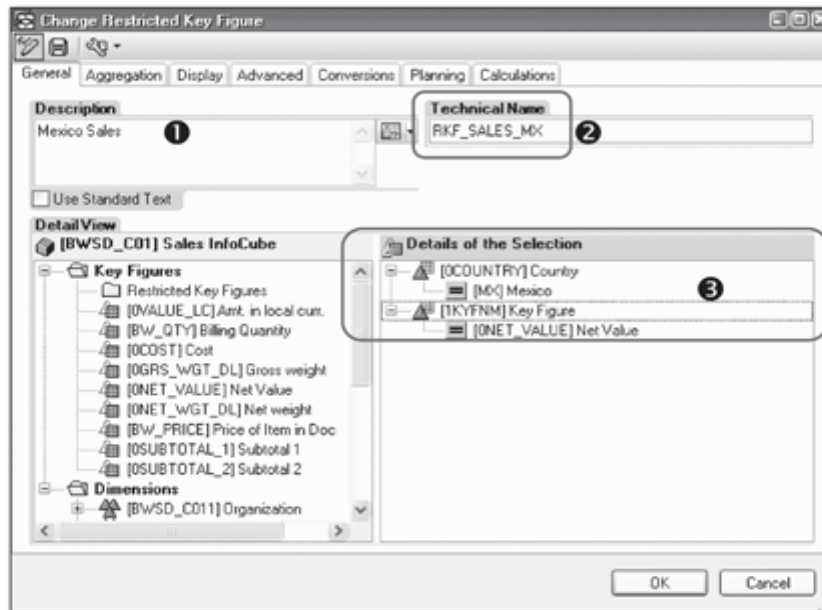 Change Restricted Key Figure
General Aggregation Display Advanced Conversions Planning Calculations
Description
Technical Name
Mexico Sales
1
RKF_SALES_MX
2
Use Standard Text
Detail View
[BWSD_C01] Sales InfoCube
Details of the Selection
Key Figures
Restricted Key Figures
[0VALUE_LC] Amt. in local curr.
[BW_QTY] Billing Quantity
[0COST] Cost
[0GRS_WGT_DL] Gross weight
[0NET_VALUE] Net Value
[0NET_WGT_DL] Net weight
[BW_PRICE] Price of Item in Doc
[0SUBTOTAL_1] Subtotal 1
[0SUBTOTAL_2] Subtotal 2
Dimensions
[BWSD_C011] Organization
[0COUNTRY] Country
[MX] Mexico
3
[1KYFNM] Key Figure
[0NET_VALUE] Net Value
OK
Cancel